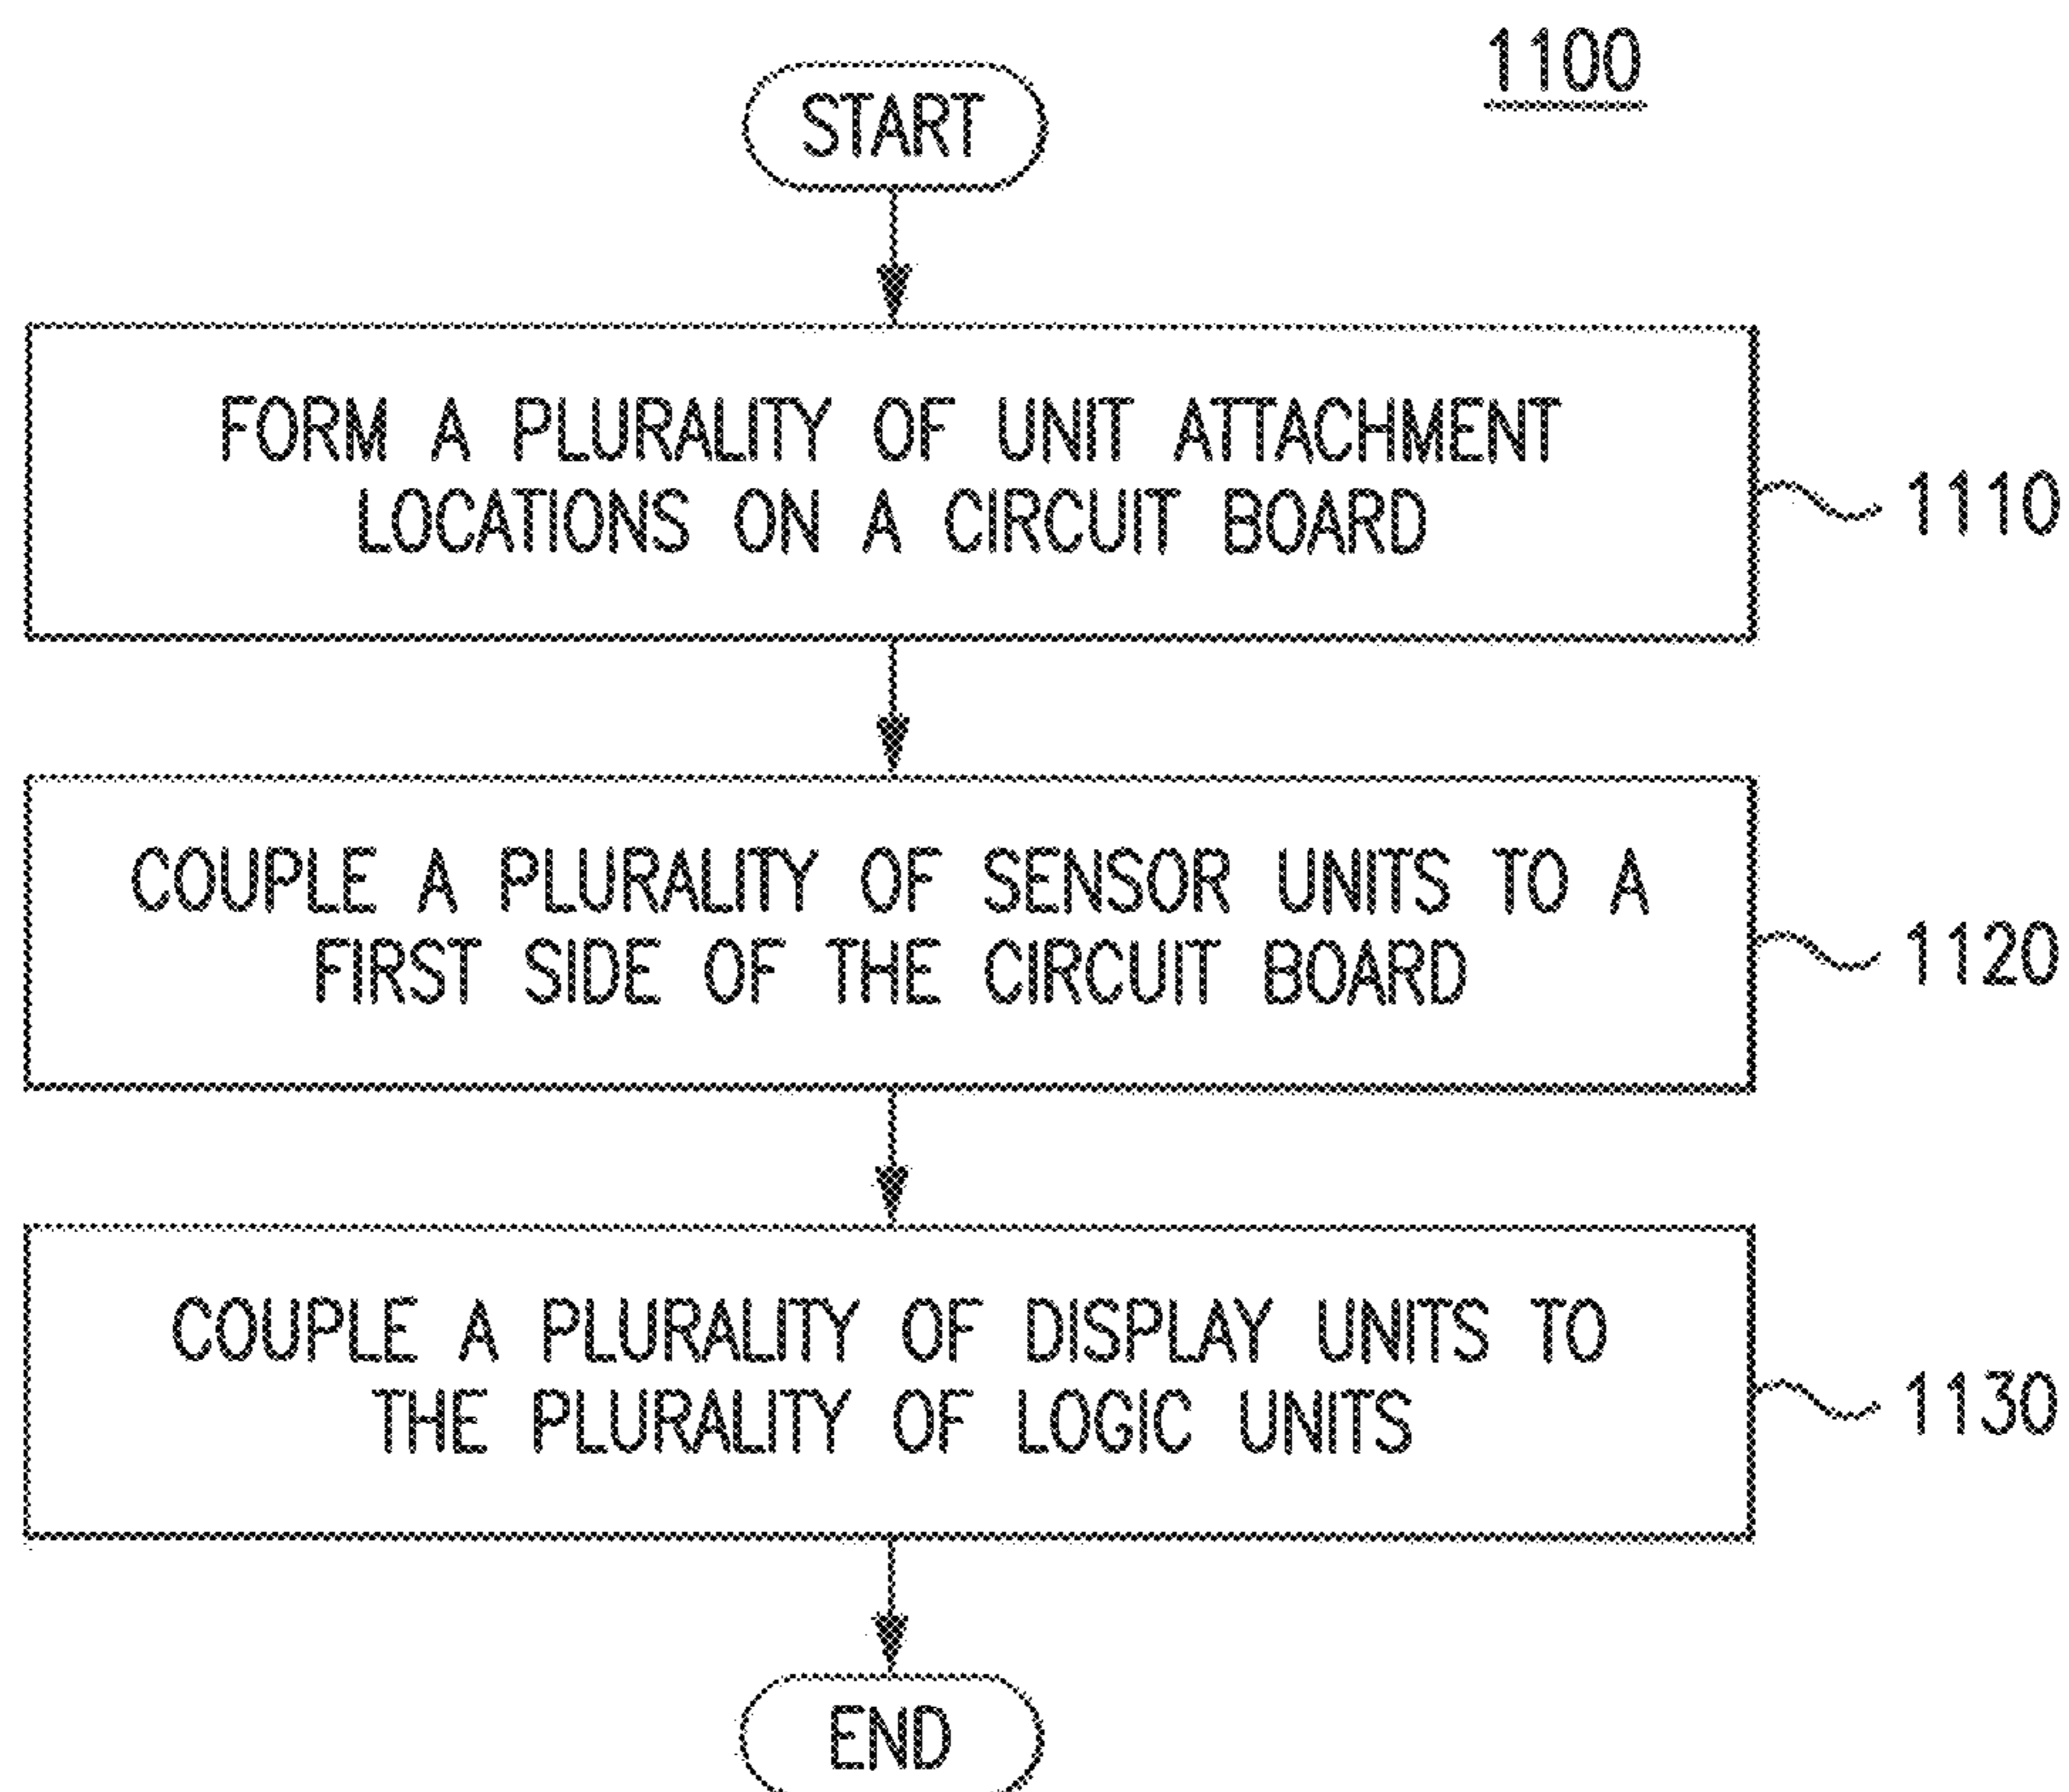 1100
START
FORM A PLURALITY OF UNIT ATTACHMENT
LOCATIONS ON A CIRCUIT BOARD
1110
COUPLE A PLURALITY OF SENSOR UNITS TO A
FIRST SIDE OF THE CIRCUIT BOARD
1120
COUPLE A PLURALITY OF DISPLAY UNITS TO
THE PLURALITY OF LOGIC UNITS
1130
END